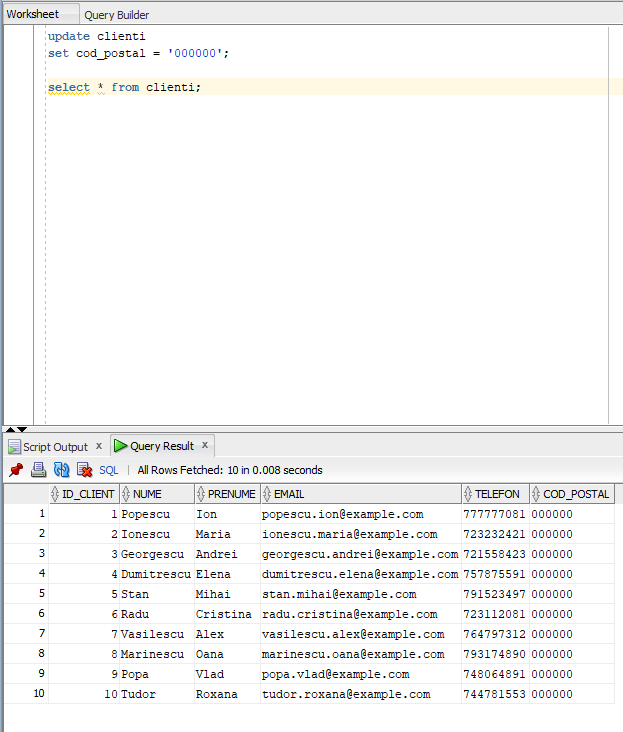 Worksheet Query Builder
update clienti
set cod_postal = '000000';
select * from clienti;
Script Output x Query Result x
SQL | All Rows Fetched: 10 in 0.008 seconds
ID_CLIENT NUME PRENUME EMAIL TELEFON COD_POSTAL
1 1 Popescu Ion popescu.ion@example.com 777777081 000000
2 2 Ionescu Maria ionescu.maria@example.com 723232421 000000
3 3 Georgescu Andrei georgescu.andrei@example.com 721558423 000000
4 4 Dumitrescu Elena dumitrescu.elena@example.com 757875591 000000
5 5 Stan Mihai stan.mihai@example.com 791523497 000000
6 6 Radu Cristina radu.cristina@example.com 723112081 000000
7 7 Vasilescu Alex vasilescu.alex@example.com 764797312 000000
8 8 Marinescu Oana marinescu.oana@example.com 793174890 000000
9 9 Popa Vlad popa.vlad@example.com 748064891 000000
10 10 Tudor Roxana tudor.roxana@example.com 744781553 000000